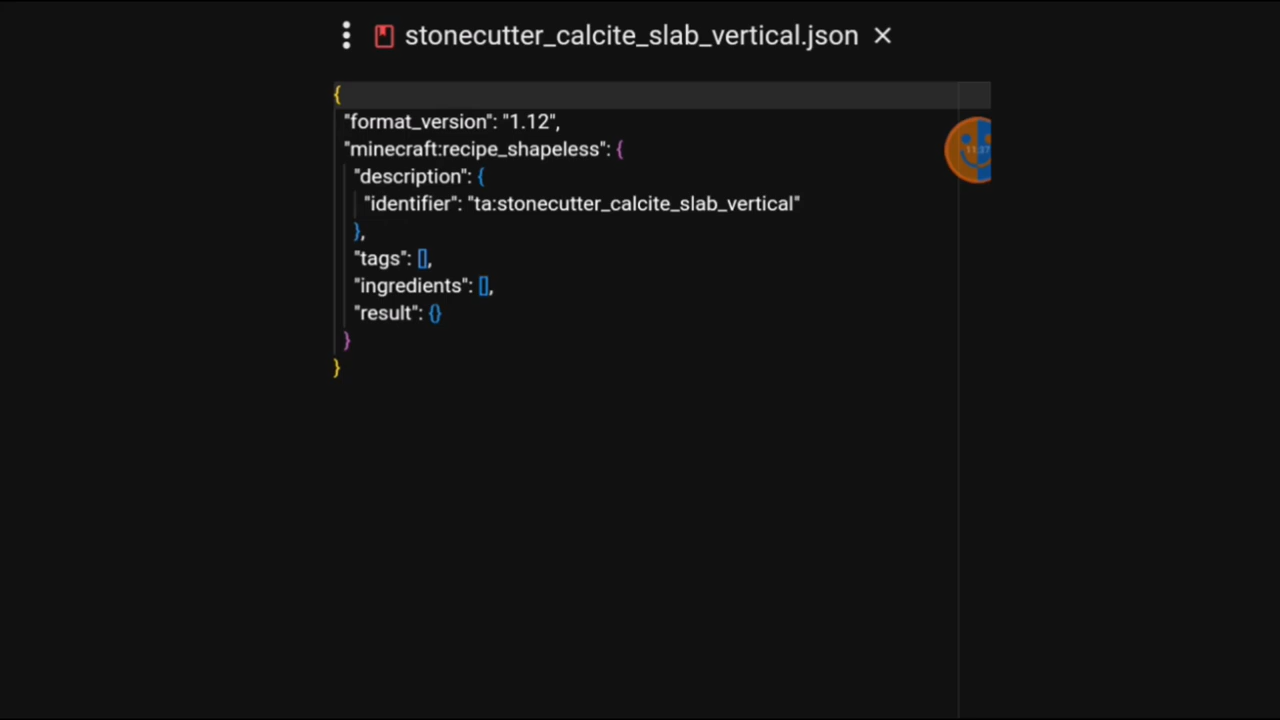 stonecutter_calcite_slab_vertical.json ×
{
"format_version": "1.12",
"minecraft:recipe_shapeless": {
"description": {
"identifier": "ta:stonecutter_calcite_slab_vertical"
},
"tags": [],
"ingredients": [],
"result": {}
}
}